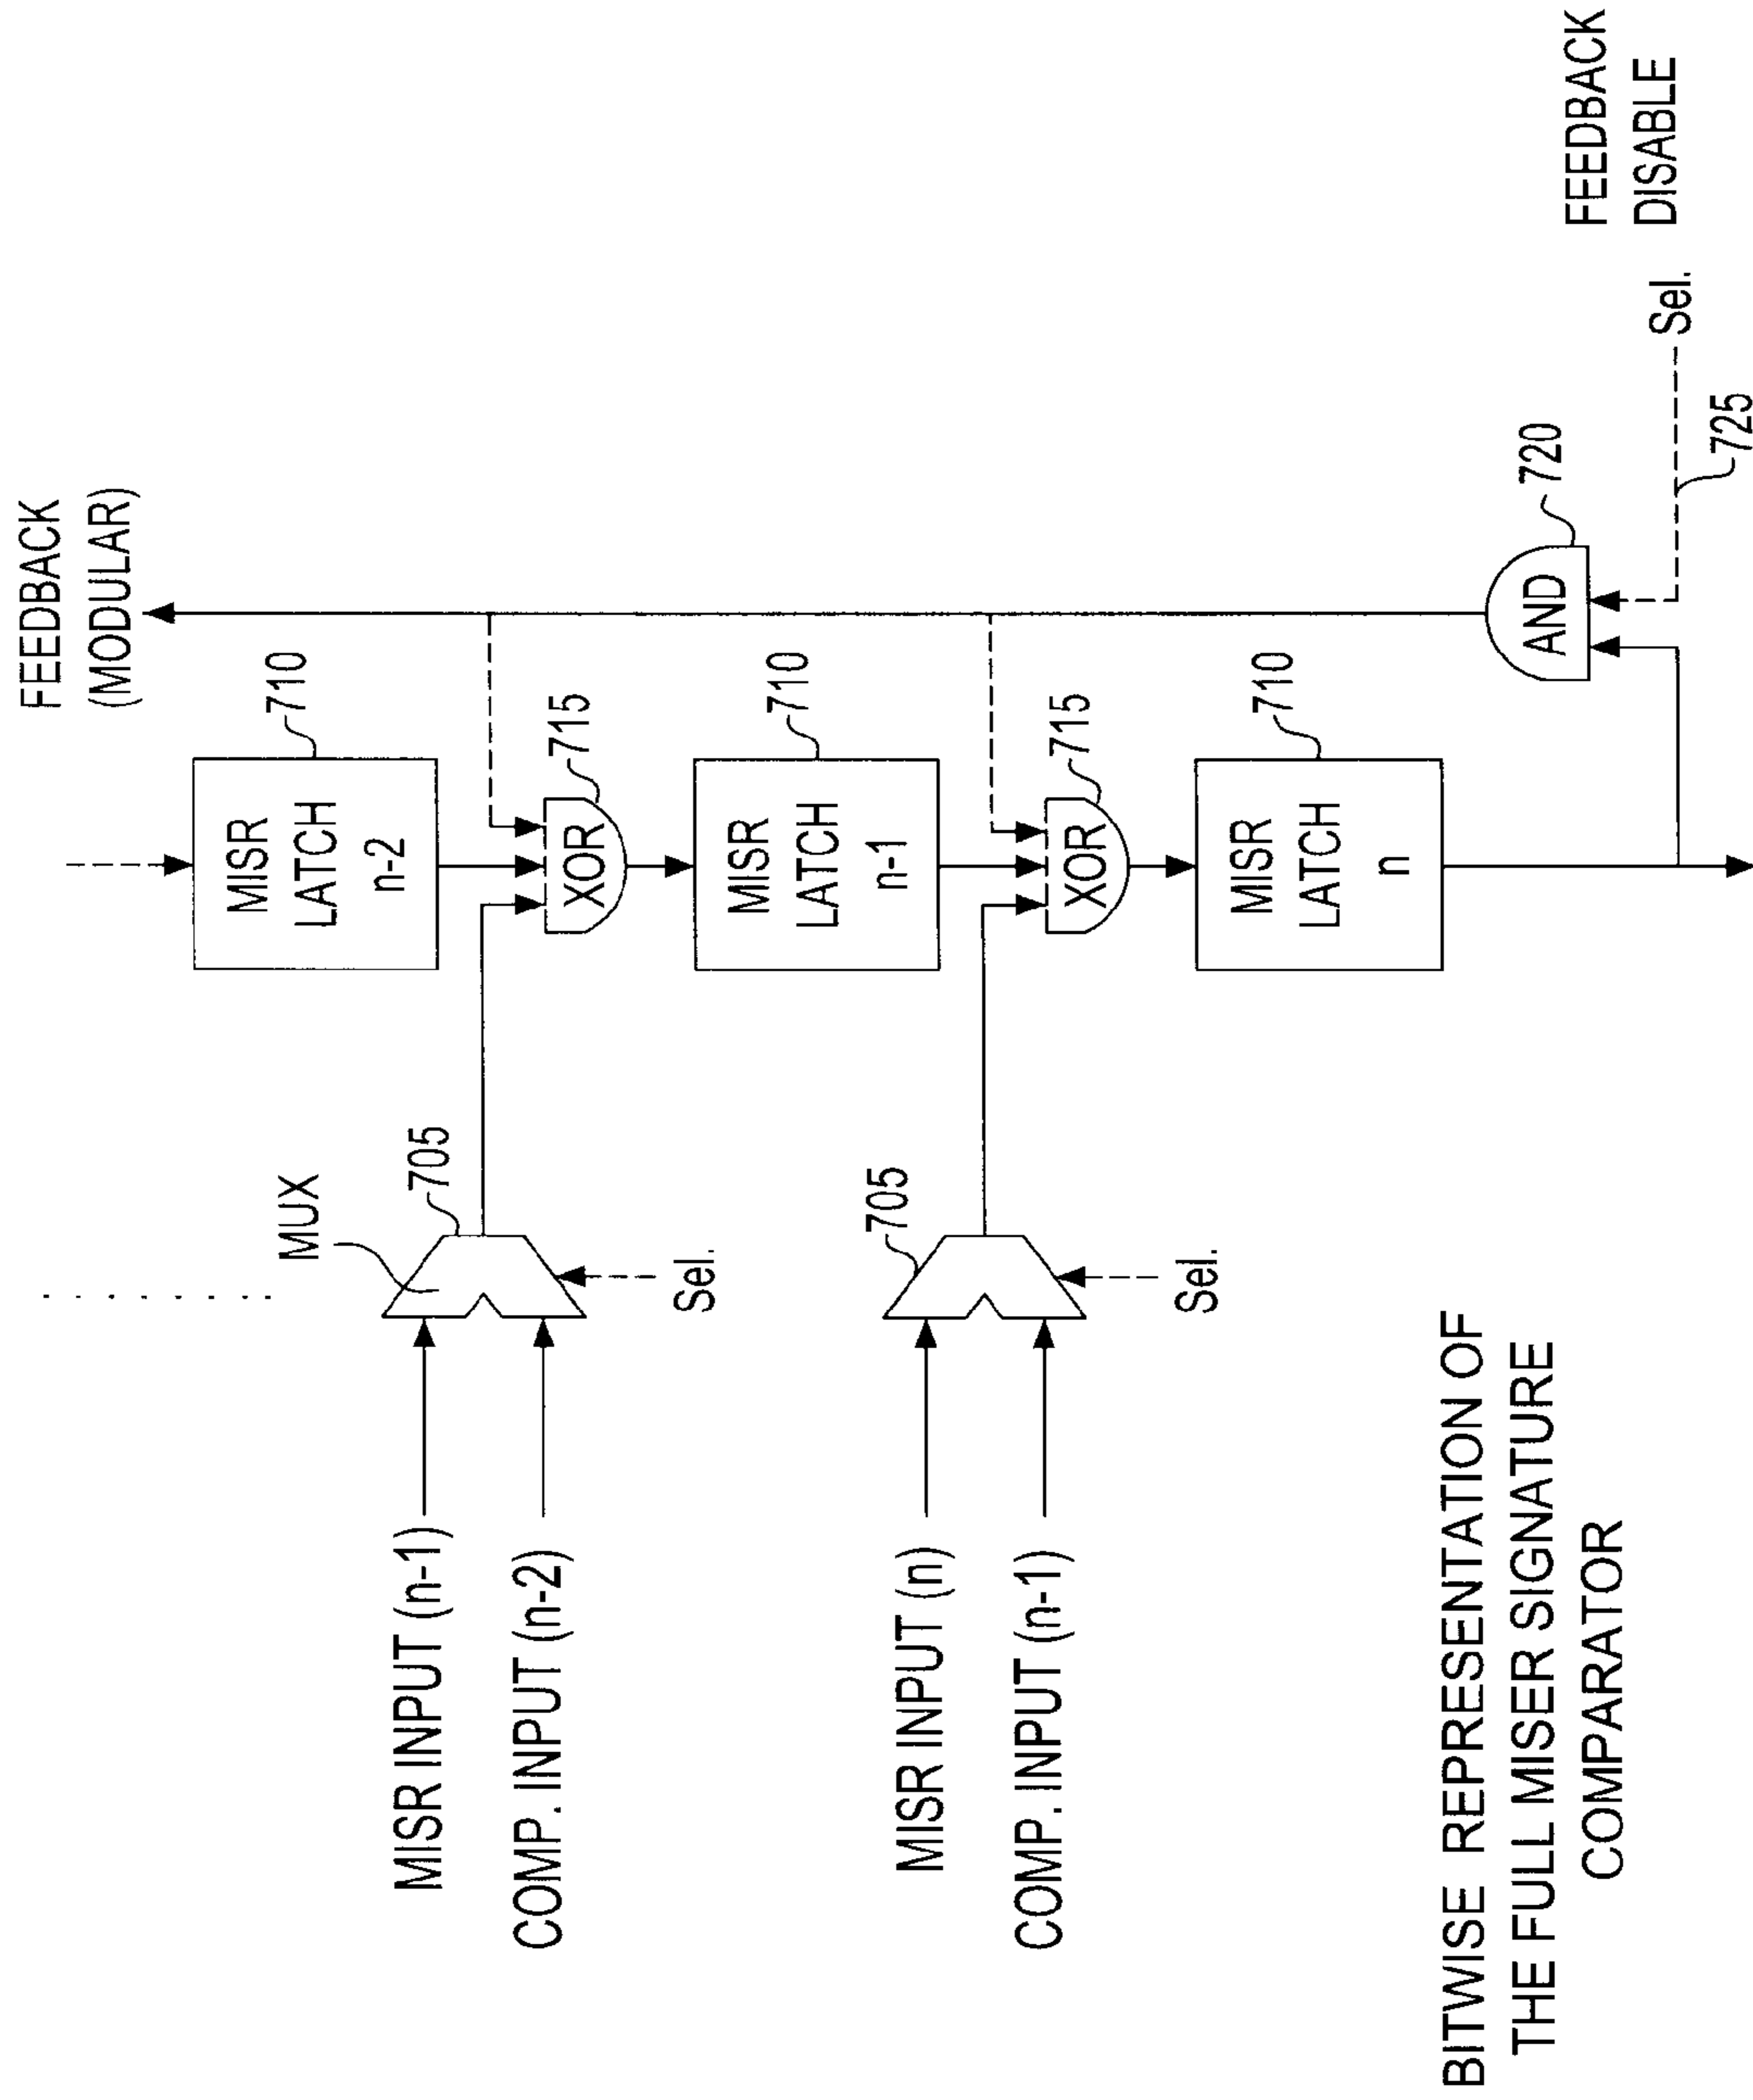 FEEDBACK
(MODULAR)
710
MISR
LATCH
n-2
MUX
705
715
XOR
MISR INPUT (n-1)
COMP. INPUT (n-2)
Sel.
710
MISR
LATCH
n-1
705
715
XOR
MISR INPUT (n)
COMP. INPUT (n-1)
Sel.
710
MISR
LATCH
n
720
AND
FEEDBACK
DISABLE
Sel.
725
BITWISE REPRESENTATION OF
THE FULL MISER SIGNATURE
COMPARATOR